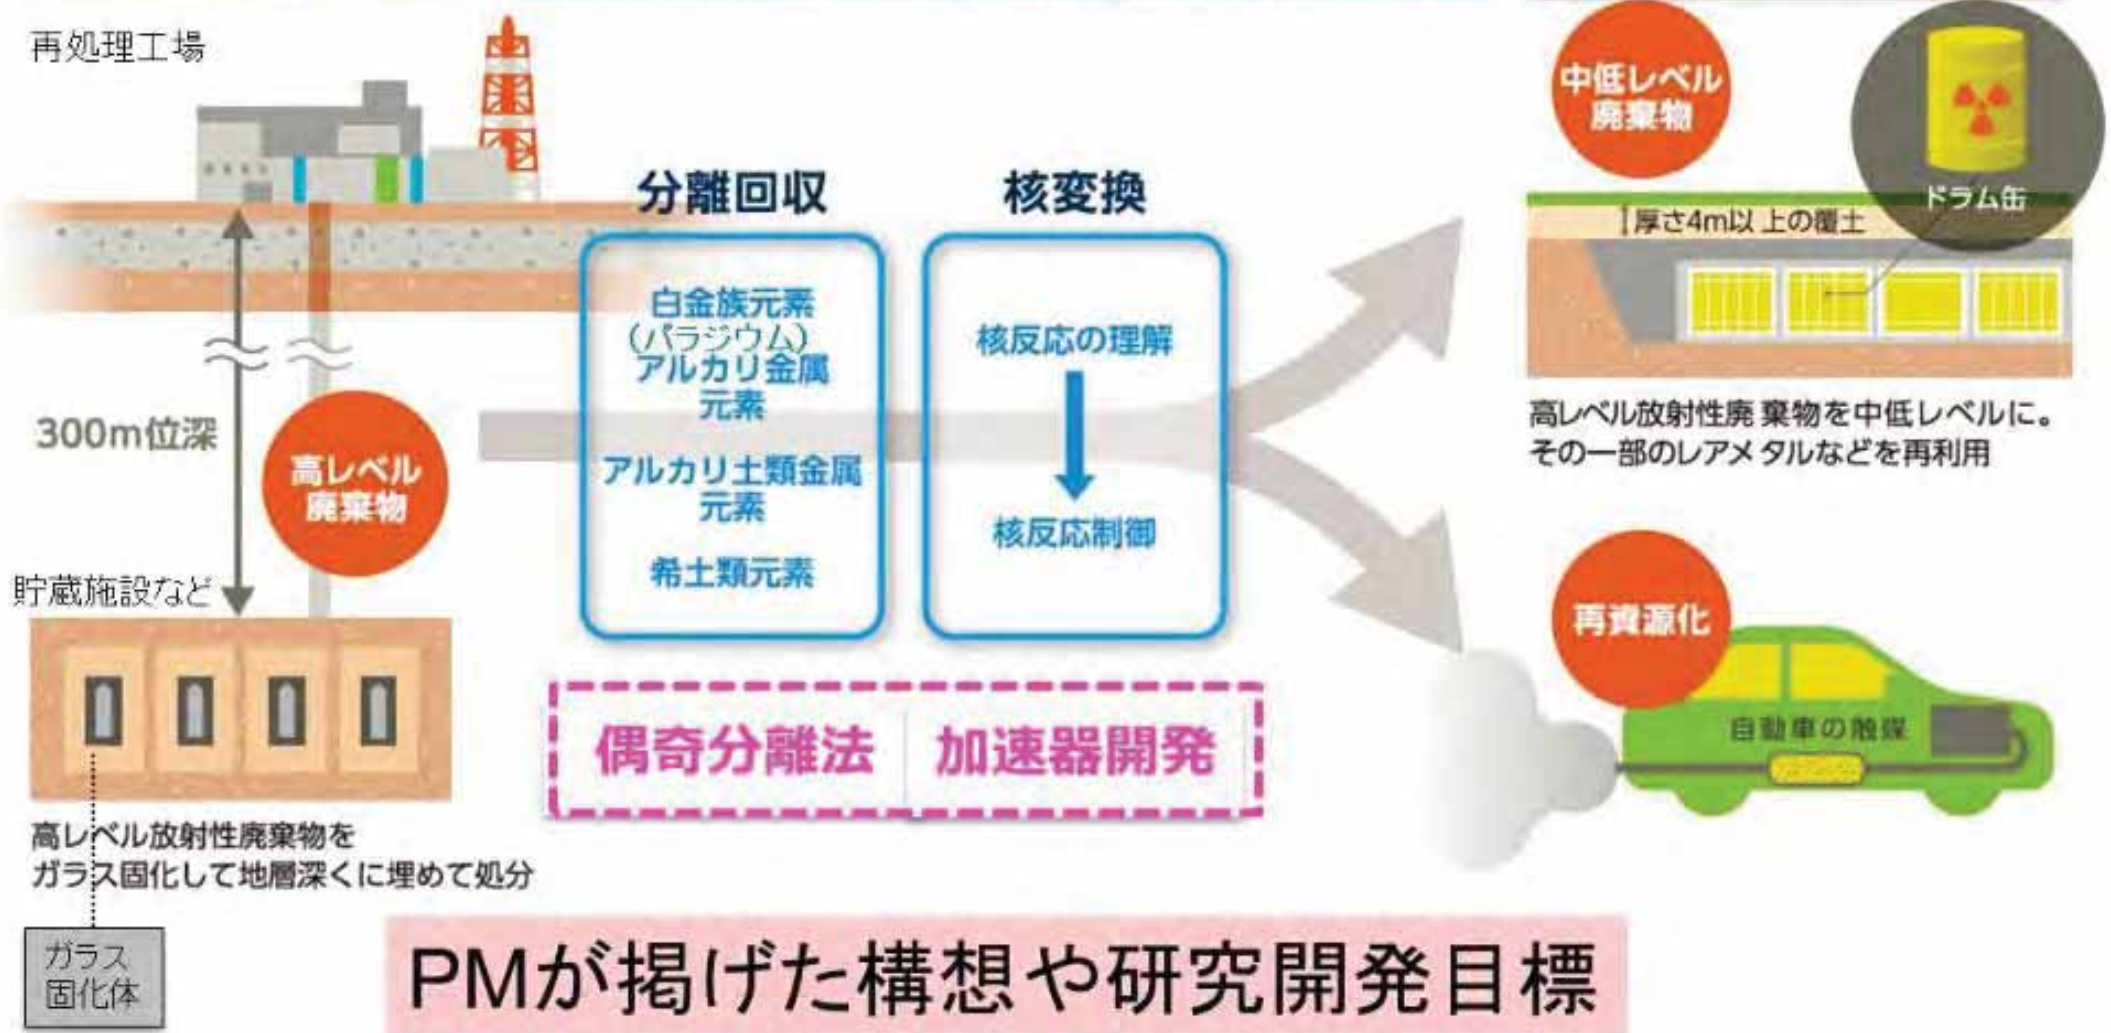 再処理工場
300m位深
高レベル
廃棄物
貯蔵施設など
高レベル放射性廃棄物を
ガラス固化して地層深くに埋めて処分
ガラス
固化体
分離回収
白金族元素
(パラジウム)
アルカリ金属
元素
アルカリ土類金属
元素
希土類元素
核変換
核反応の理解
核反応制御
偶奇分離法
加速器開発
中低レベル
廃棄物
ドラム缶
厚さ4m以上の覆土
高レベル放射性廃棄物を中低レベルに。
その一部のレアメタルなどを再利用
再資源化
自動車の触媒
PMが掲げた構想や研究開発目標